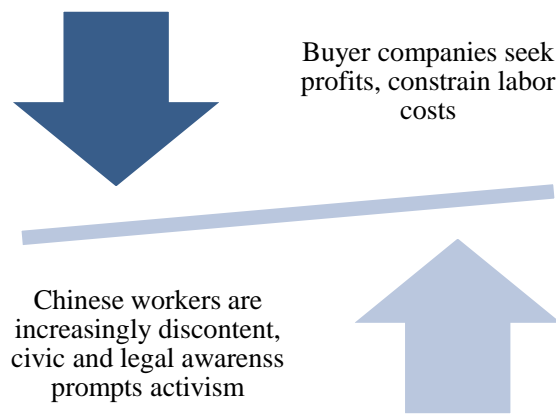 Buyer companies seek
profits, constrain labor
costs
Chinese workers are
increasingly discontent,
civic and legal awarenss
prompts activism